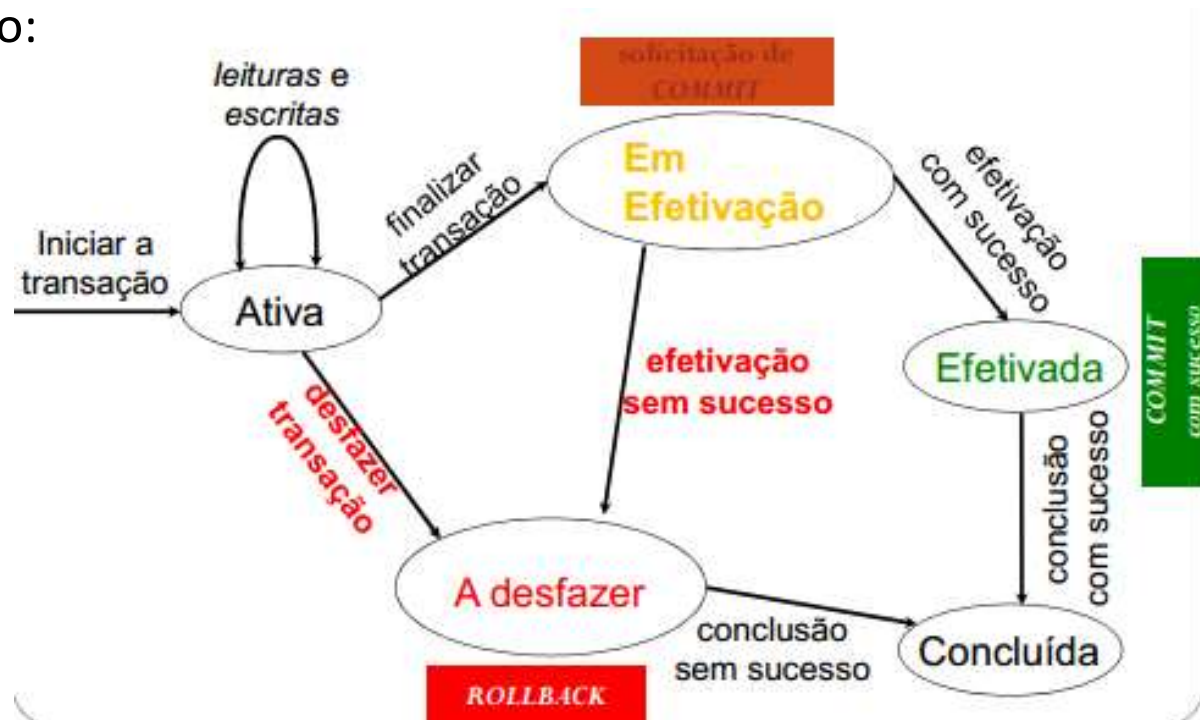 o:
solicitação de
COMMIT
leituras e
escritas
Em
Efetivação
finalizar
transação
efetivação
com sucesso
Iniciar a
transação
Ativa
efetivação
sem sucesso
Efetivada
COMMIT
com sucesso
desfazer
transação
conclusão
com sucesso
A desfazer
conclusão
sem sucesso
Concluída
ROLLBACK